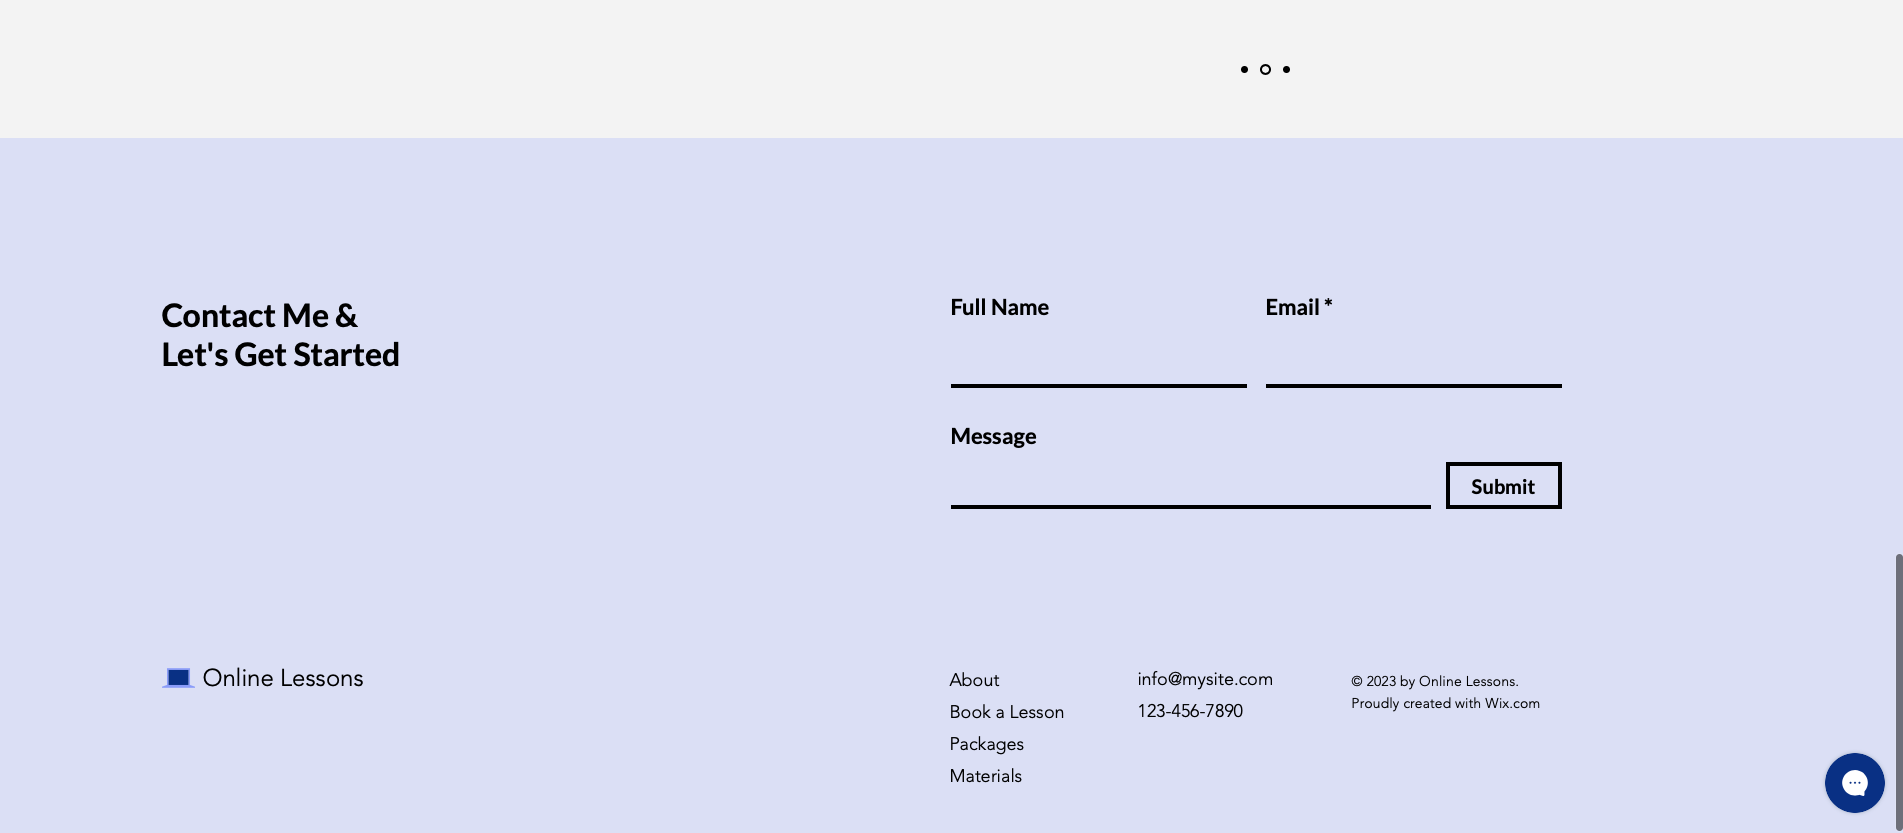 Contact Me &
Let's Get Started
Full Name
Email *
Message
Submit
Online Lessons
About
Book a Lesson
Packages
Materials
info@mysite.com
123-456-7890
© 2023 by Online Lessons.
Proudly created with Wix.com